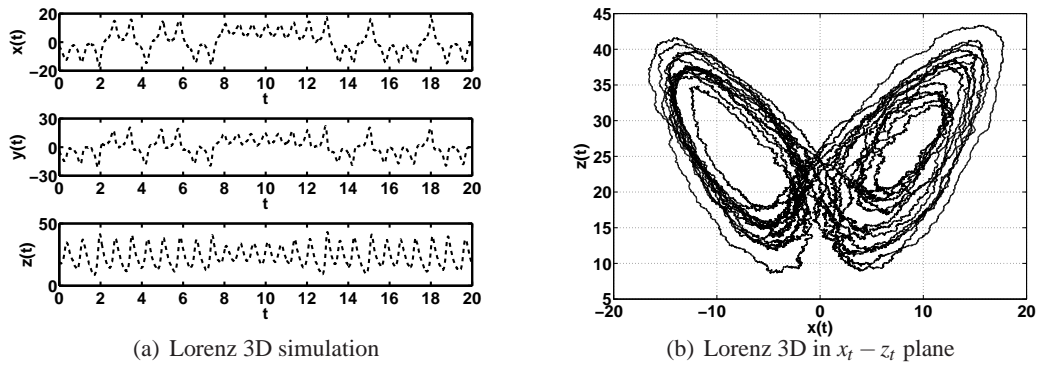 20
0
−20
x(t)
0 2 4 6 8 10 12 14 16 18 20
t
30
0
−30
y(t)
0 2 4 6 8 10 12 14 16 18 20
t
50
0
z(t)
0 2 4 6 8 10 12 14 16 18 20
t
(a) Lorenz 3D simulation
45
40
35
30
25
20
15
10
5
z(t)
−20 −10 0 10 20
x(t)
(b) Lorenz 3D in x_t − z_t plane